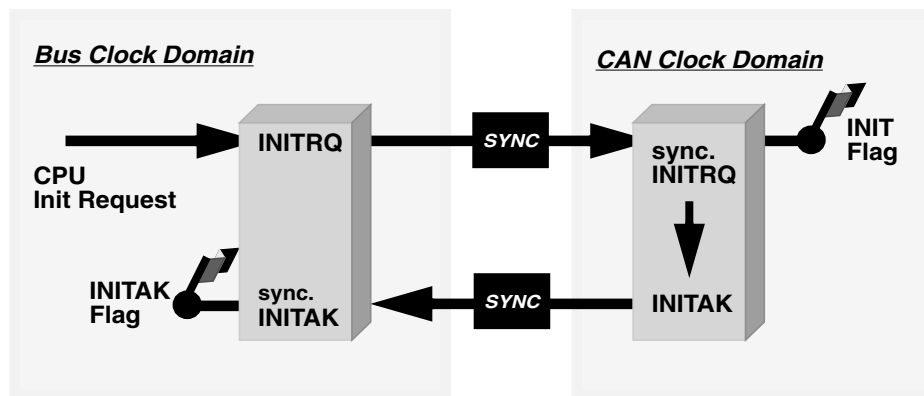 Bus Clock Domain
CAN Clock Domain
INITRQ
SYNC
sync.
INITRQ
INIT
Flag
CPU
Init Request
INITAK
Flag
sync.
INITAK
SYNC
INITAK